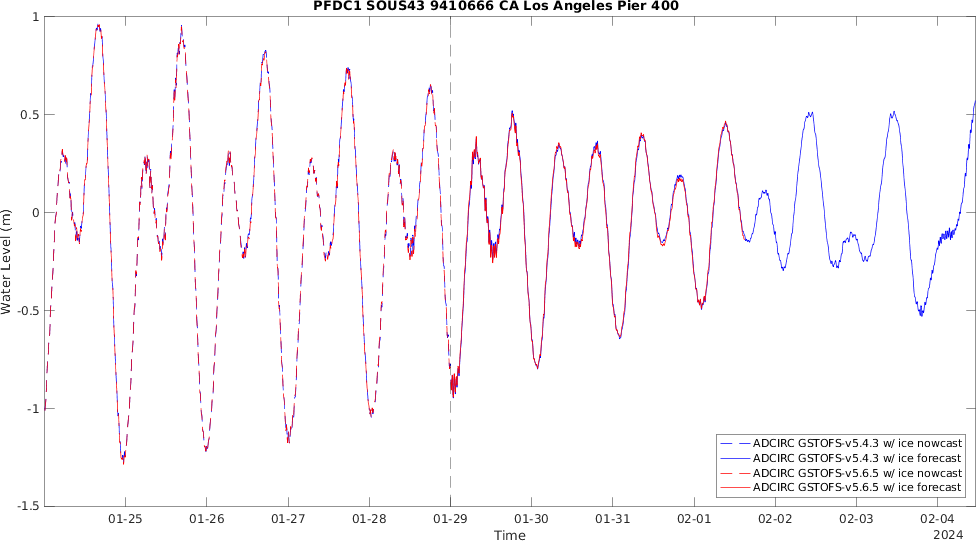 PFDC1 SOUS43 9410666 CA Los Angeles Pier 400
1
0.5
0
-0.5
-1
-1.5
Water Level (m)
01-25 01-26 01-27 01-28 01-29 01-30 01-31 02-01 02-02 02-03 02-04
Time
2024
ADCIRC GSTOFS-v5.4.3 w/ ice nowcast
ADCIRC GSTOFS-v5.4.3 w/ ice forecast
ADCIRC GSTOFS-v5.6.5 w/ ice nowcast
ADCIRC GSTOFS-v5.6.5 w/ ice forecast